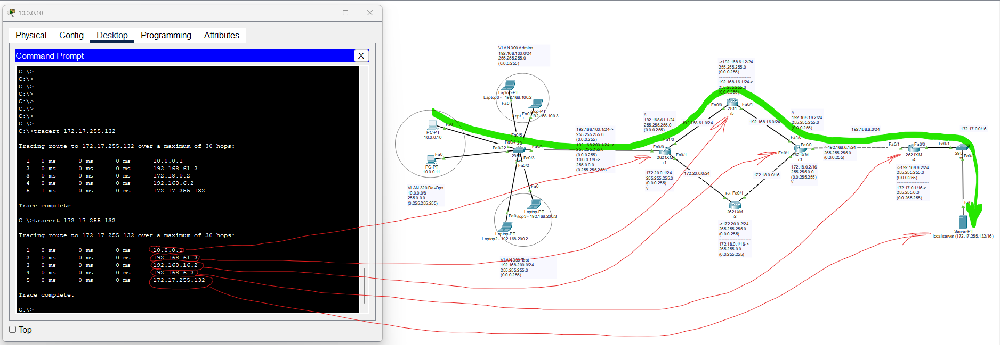 10.0.0.10
Physical Config Desktop Programming Attributes
Command Prompt
X
C:\>
C:\>
C:\>
C:\>
C:\>
C:\>
C:\>
C:\>
C:\>tracert 172.17.255.132
Tracing route to 172.17.255.132 over a maximum of 30 hops:
1 0 ms 0 ms 0 ms 10.0.0.1
2 0 ms 0 ms 0 ms 192.168.61.2
3 0 ms 0 ms 0 ms 172.18.0.2
4 0 ms 0 ms 0 ms 192.168.6.2
5 1 ms 0 ms 0 ms 172.17.255.132
Trace complete.
C:\>tracert 172.17.255.132
Tracing route to 172.17.255.132 over a maximum of 30 hops:
1 0 ms 0 ms 0 ms 10.0.0.1
2 0 ms 0 ms 0 ms 192.168.61.2
3 0 ms 0 ms 0 ms 192.168.16.2
4 0 ms 0 ms 0 ms 192.168.6.2
5 0 ms 0 ms 0 ms 172.17.255.132
Trace complete.
C:\>
Top
VLAN 300 Admins
192.168.100.0/24
255.255.255.0
(0.0.0.255)
Laptop-PT
Laptop0 - 192.168.100.2
Fa0
Fa0
192.168.100.3
Fa0
PC-PT
10.0.0.10
Fa0
PC-PT
10.0.0.11
VLAN 320 DevOps
10.0.0.0/8
255.0.0.0
(0.255.255.255)
Fa0/5
Fa0/4
Fa0/22
Fa0/1
Fa0/3
Fa0/2
Fa0
Laptop-PT
Fa0
192.168.200.3
Laptop-PT
Laptop2 - 192.168.200.2
VLAN 330 Test
192.168.200.0/24
255.255.255.0
(0.0.0.255)
192.168.100.1/24->
255.255.255.0
(0.0.0.255)
192.168.200.1/24->
255.255.255.0
(0.0.0.255)
10.0.0.1/8 ->
255.0.0.0
(0.255.255.255)
/\
192.168.61.1/24
255.255.255.0
(0.0.0.255)
Fa1/0
Fa0/0
2621XM
r1
Fa0/1
172.20.0.1/24
255.255.255.0
(0.0.0.255)
\/
192.168.61.0/24
172.20.0.0/24
->192.168.61.2/24
255.255.255.0
(0.0.0.255)
192.168.16.1/24->
255.255.255.0
(0.0.0.255)
Fa0/0
Fa0/1
2811
r5
192.168.16.0/24
/\
192.168.16.2/24
255.255.255.0
(0.0.0.255)
Fa1/0
Fa0/0
Fa0/1
2621XM
r3
172.18.0.2/16
255.255.0.0
(0.0.255.255)
\/
172.18.0.0/16
Fa0/1
2621XM
r2
->172.20.0.2/24
255.255.255.0
(0.0.0.255)
172.18.0.1/16->
255.255.0.0
(0.0.255.255)
192.168.6.0/24
->192.168.6.1/24
255.255.255.0
(0.0.0.255)
Fa0/1
Fa0/0
2621XM
r4
->192.168.6.2/24
255.255.255.0
(0.0.0.255)
172.17.0.1/16->
255.255.0.0
(0.0.255.255)
172.17.0.0/16
Fa0/1
Fa0/2
Fa0
Server-PT
local server (172.17.255.132/16)